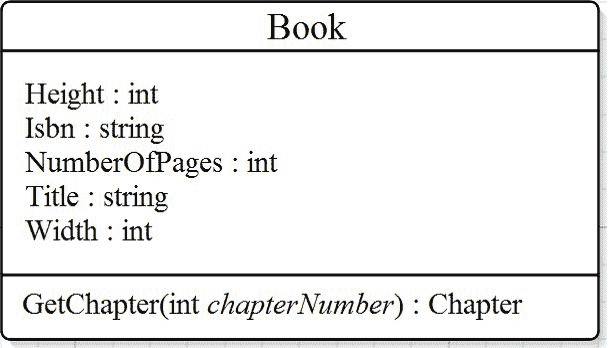 Book
Height : int
Isbn : string
NumberOfPages : int
Title : string
Width : int
GetChapter(int chapterNumber) : Chapter